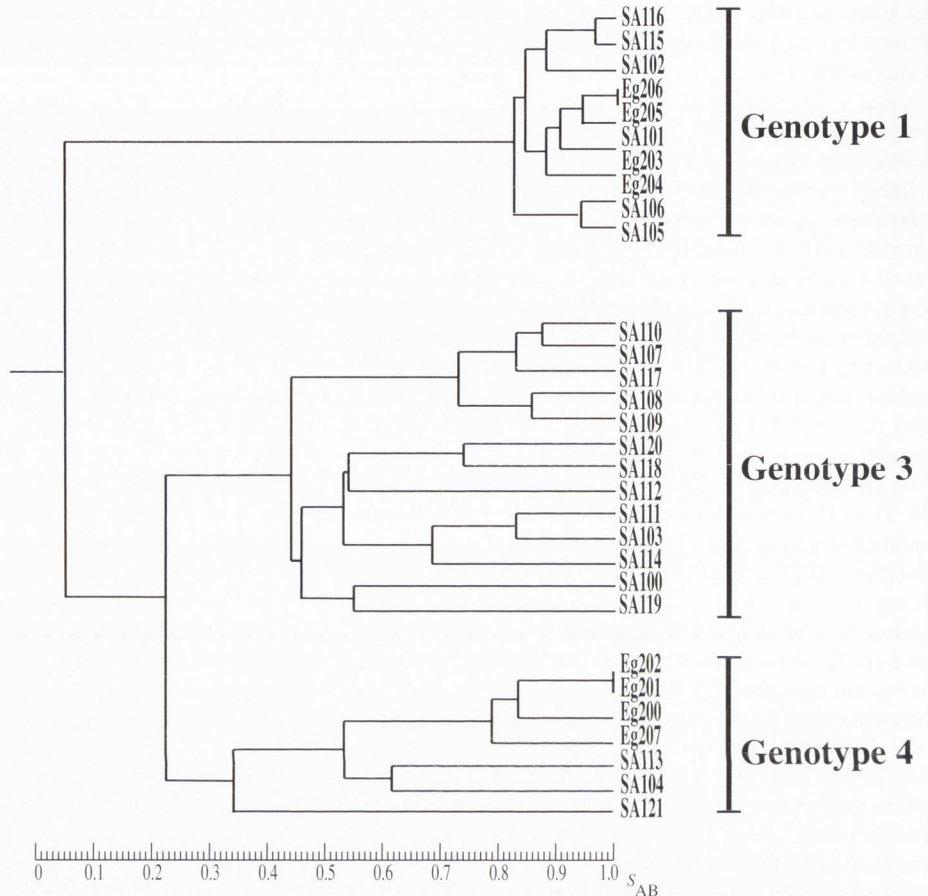 SA116
SA115
SA102
Eg206
Eg205
SA101
Eg203
Eg204
SA106
SA105
Genotype 1
SA110
SA107
SA117
SA108
SA109
SA120
SA118
SA112
SA111
SA103
SA114
SA100
SA119
Genotype 3
Eg202
Eg201
Eg200
Eg207
SA113
SA104
SA121
Genotype 4
0 0.1 0.2 0.3 0.4 0.5 0.6 0.7 0.8 0.9 1.0 SAB